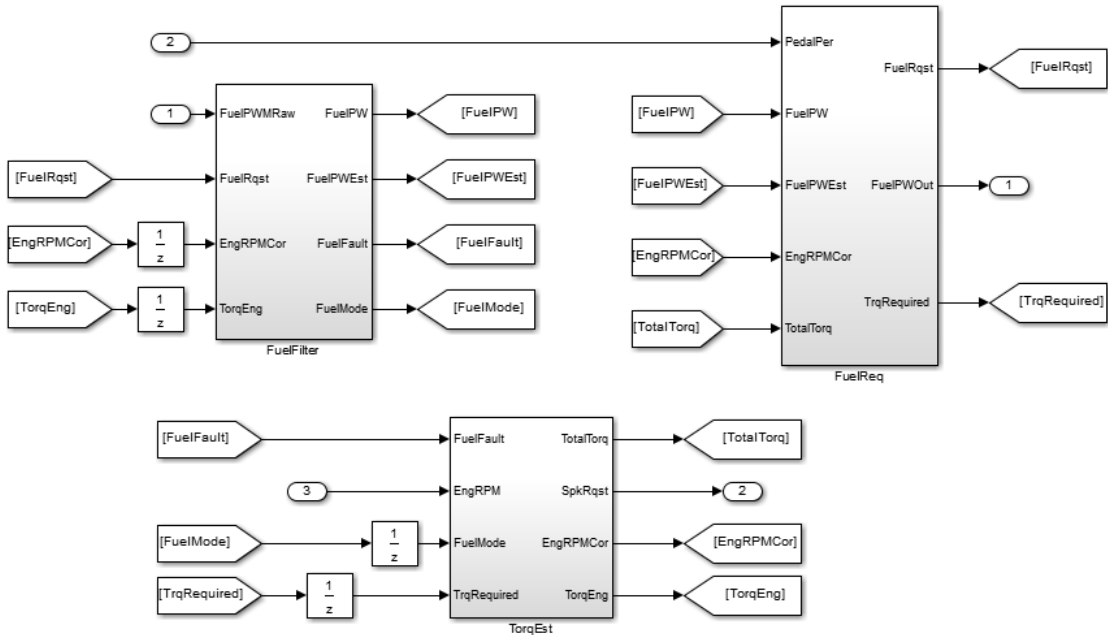 2
1
[FuelRqst]
[EngRPMCor]
1
z
[TorqEng]
1
z
FuelPWMRaw
FuelRqst
EngRPMCor
TorqEng
FuelPW
FuelPWEst
FuelFault
FuelMode
FuelFilter
[FuelPW]
[FuelPWEst]
[FuelFault]
[FuelMode]
[FuelPW]
[FuelPWEst]
[EngRPMCor]
[TotalTorq]
PedalPer
FuelPW
FuelPWEst
EngRPMCor
TotalTorq
FuelRqst
FuelPWOut
TrqRequired
FuelReq
[FuelRqst]
1
[TrqRequired]
[FuelFault]
3
[FuelMode]
1
z
[TrqRequired]
1
z
FuelFault
EngRPM
FuelMode
TrqRequired
TotalTorq
SpkRqst
EngRPMCor
TorqEng
TorqEst
[TotalTorq]
2
[EngRPMCor]
[TorqEng]